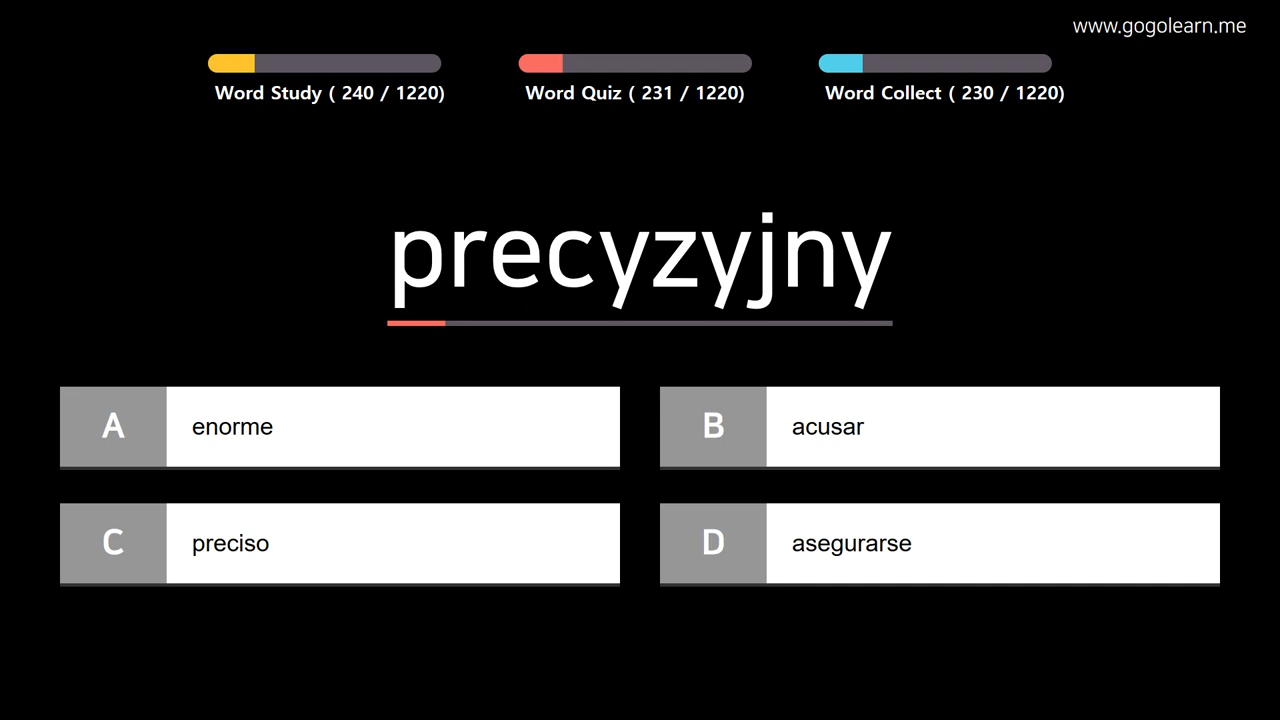 www.gogolearn.me
Word Study ( 240 / 1220)
Word Quiz ( 231 / 1220)
Word Collect ( 230 / 1220)
precyzyjny
A enorme
B acusar
C preciso
D asegurarse